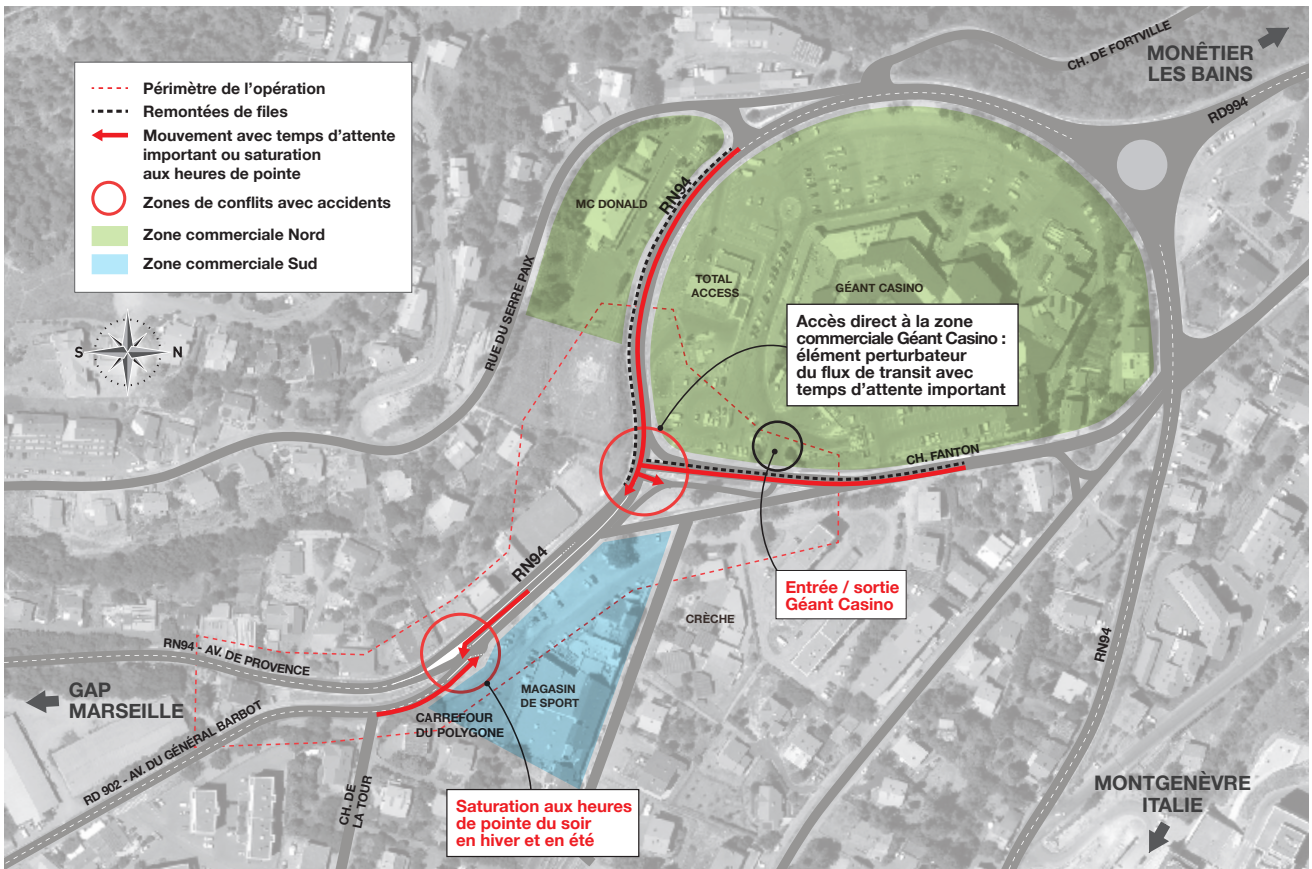 Périmètre de l'opération
Remontées de files
Mouvement avec temps d'attente
important ou saturation
aux heures de pointe
Zones de conflits avec accidents
Zone commerciale Nord
Zone commerciale Sud
S
N
CH. DE FORTVILLE
MONÊTIER
LES BAINS
RD994
MC DONALD
RN94
RUE DU SERRE PAIX
TOTAL
ACCESS
GÉANT CASINO
Accès direct à la zone
commerciale Géant Casino :
élément perturbateur
du flux de transit avec
temps d'attente important
CH. FANTON
RN94
Entrée / sortie
Géant Casino
CRÈCHE
RN94
RN94 - AV. DE PROVENCE
GAP
MARSEILLE
MAGASIN
DE SPORT
CARREFOUR
DU POLYGONE
RD 902 - AV. DU GÉNÉRAL BARBOT
CH. DE
LA TOUR
Saturation aux heures
de pointe du soir
en hiver et en été
MONTGENÈVRE
ITALIE